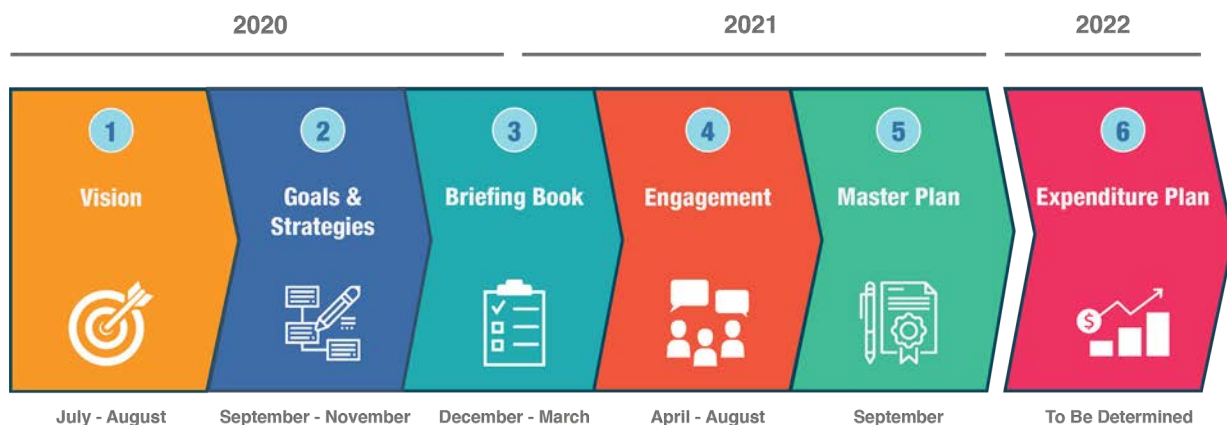 2020
2021
2022
1
2
3
4
5
6
Vision
Goals &
Strategies
Briefing Book
Engagement
Master Plan
Expenditure Plan
$
July - August
September - November
December - March
April - August
September
To Be Determined